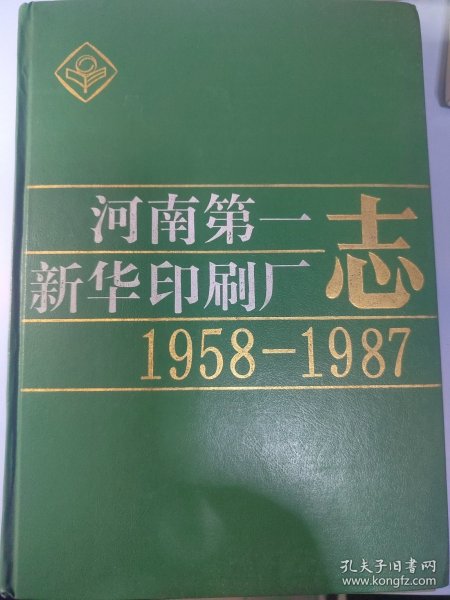 河南第一
新华印刷厂
志
1958-1987
孔夫子旧书网
www.kongfz.com